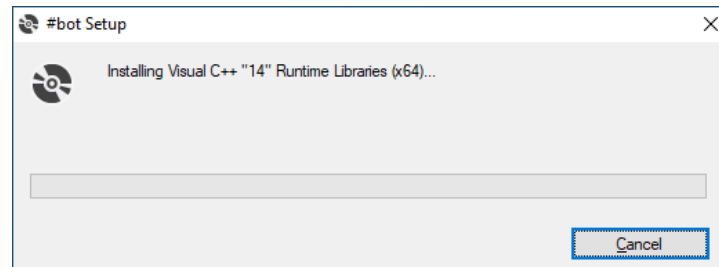 #bot Setup
Installing Visual C++ "14" Runtime Libraries (x64)...
Cancel